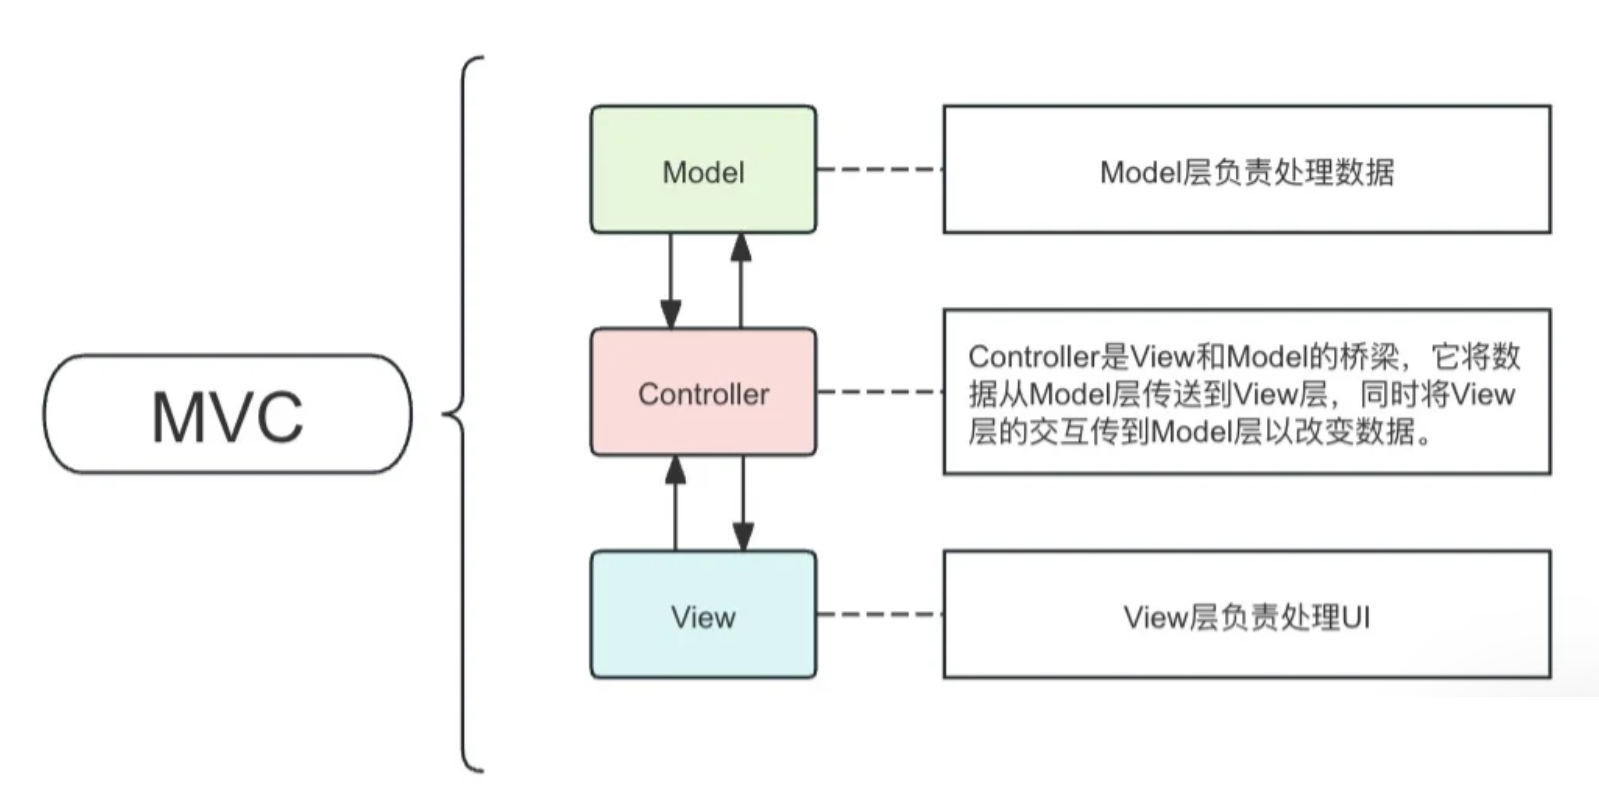 MVC
Model
Model层负责处理数据
Controller
Controller是View和Model的桥梁，它将数
据从Model层传送到View层，同时将View
层的交互传到Model层以改变数据。
View
View层负责处理UI